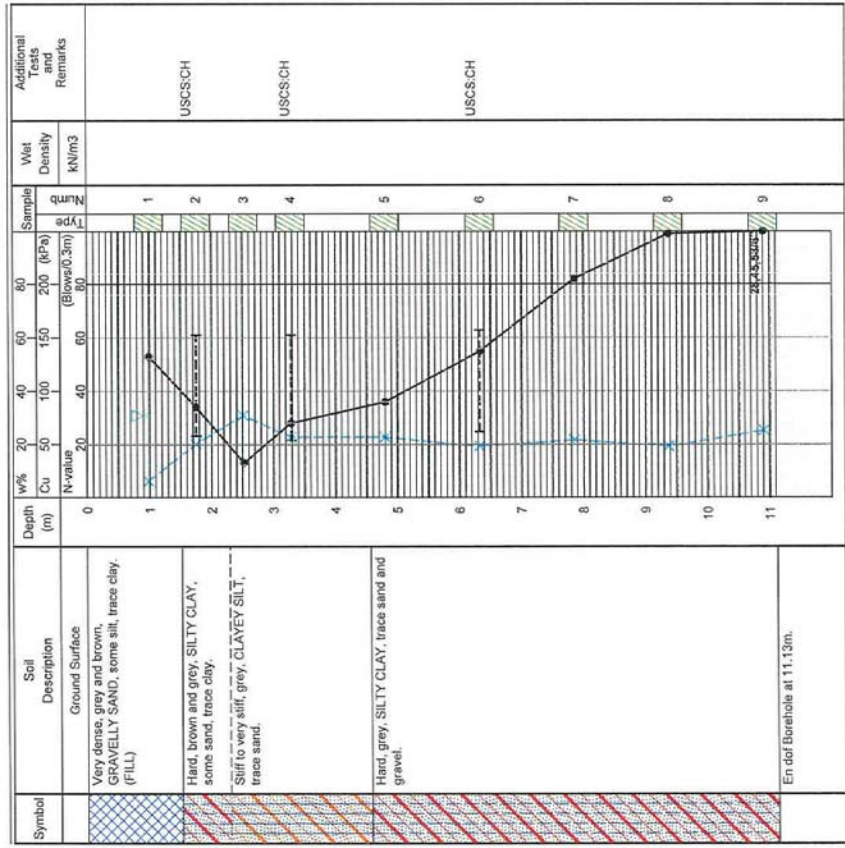 Symbol
Soil
Description
Depth
(m)
w% 20 40 60 80
Cu 50 100 150 200 (kPa)
N-value (Blows/0.3m)
20 40 60 80
Sample
Type
Numb
Wet
Density
kN/m3
Additional
Tests
and
Remarks
Ground Surface
0
Very dense, grey and brown,
GRAVELLY SAND, some silt, trace clay.
(FILL)
1
1
Hard, brown and grey, SILTY CLAY,
some sand, trace clay.
2
2
USCS:CH
Stiff to very stiff, grey, CLAYEY SILT,
trace sand.
3
3
4
USCS:CH
4
Hard, grey, SILTY CLAY, trace sand and
gravel.
5
5
6
6
USCS:CH
7
8
7
9
8
10
11
9
En dof Borehole at 11.13m.